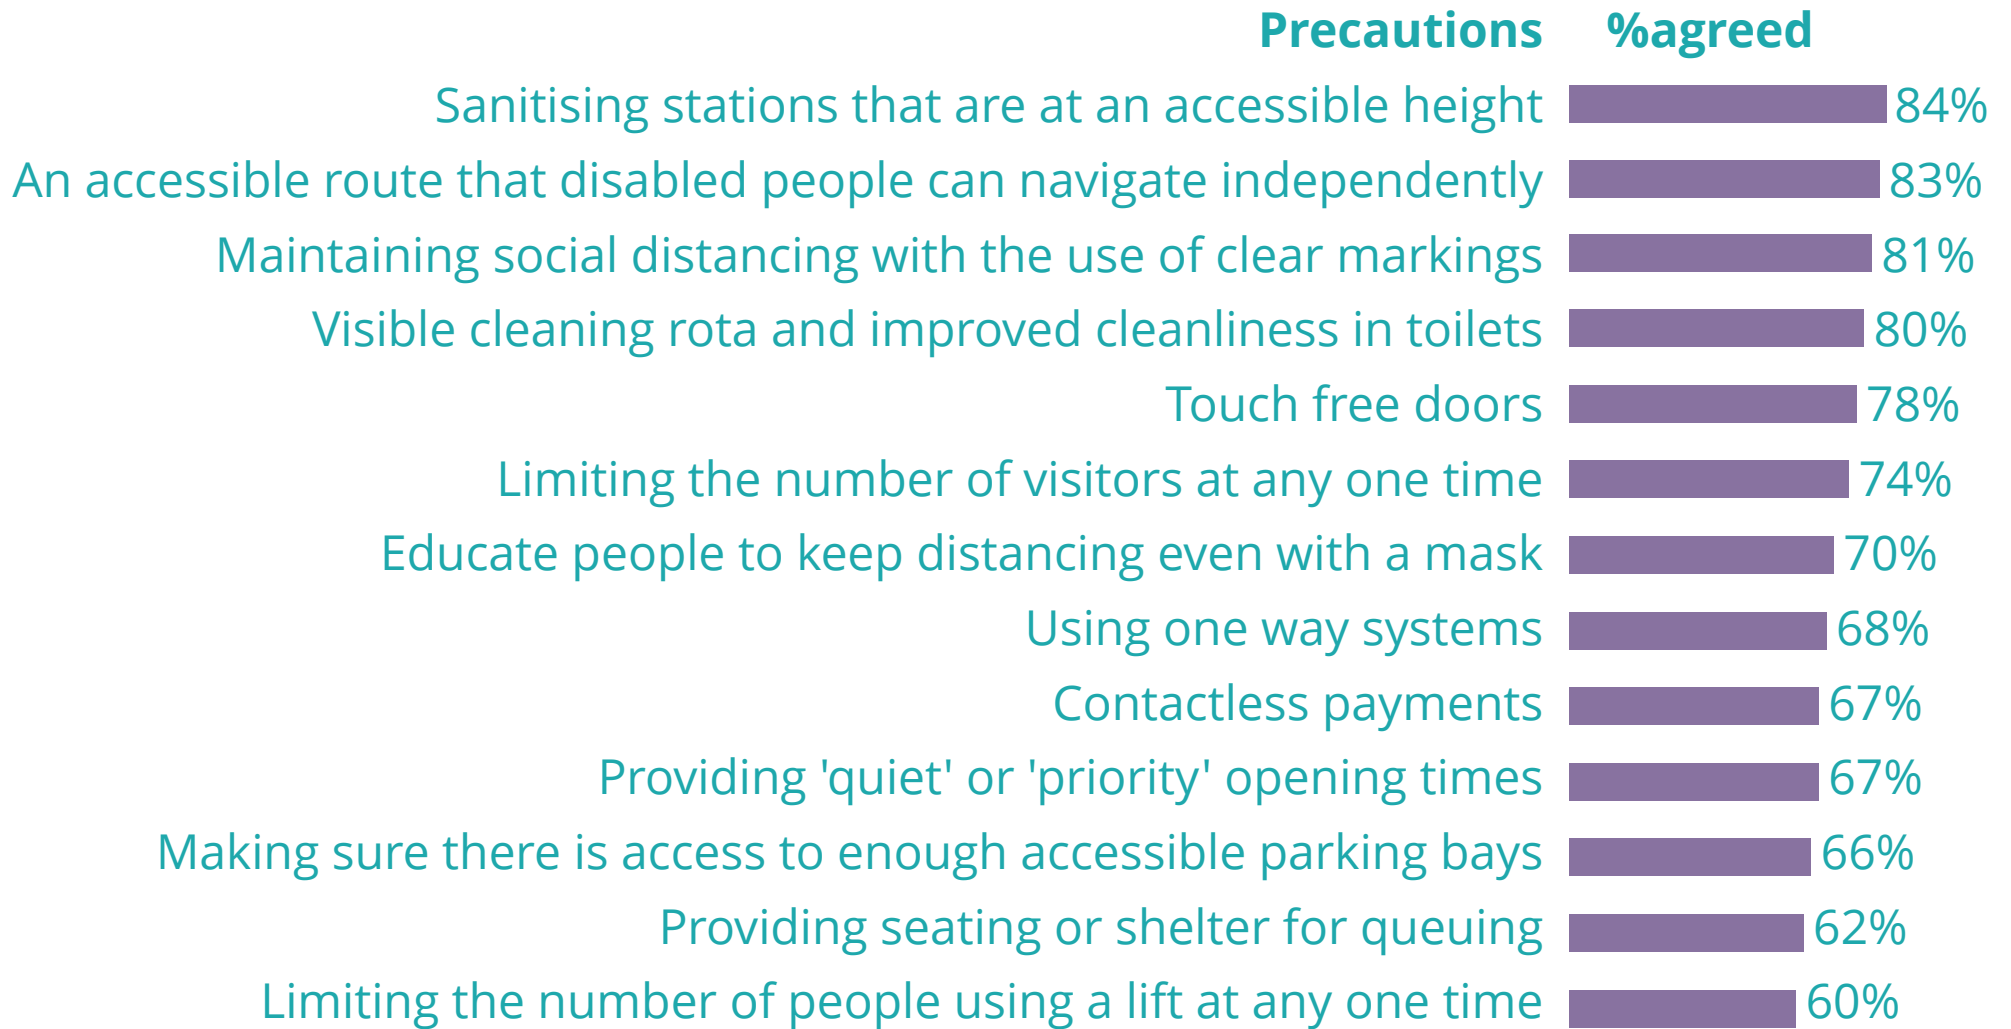 Precautions %agreed
Sanitising stations that are at an accessible height 84%
An accessible route that disabled people can navigate independently 83%
Maintaining social distancing with the use of clear markings 81%
Visible cleaning rota and improved cleanliness in toilets 80%
Touch free doors 78%
Limiting the number of visitors at any one time 74%
Educate people to keep distancing even with a mask 70%
Using one way systems 68%
Contactless payments 67%
Providing 'quiet' or 'priority' opening times 67%
Making sure there is access to enough accessible parking bays 66%
Providing seating or shelter for queuing 62%
Limiting the number of people using a lift at any one time 60%